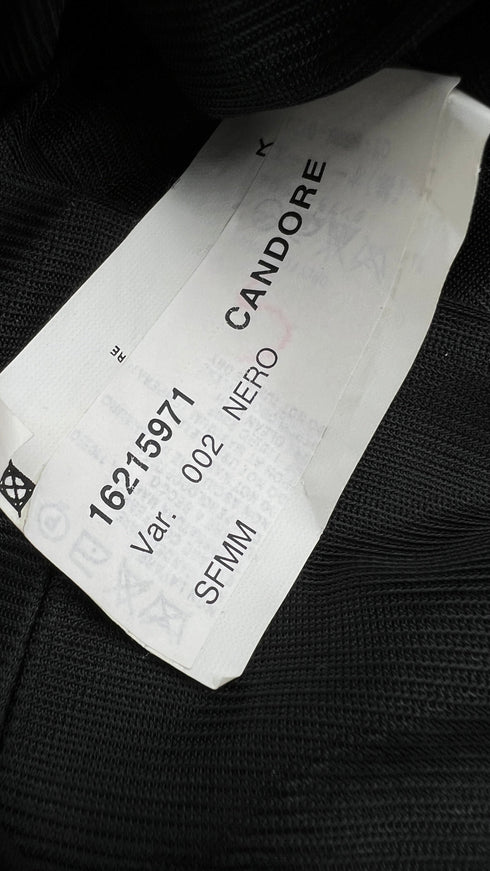 CANDORE
16215971
Var. 002 NERO
SFMM